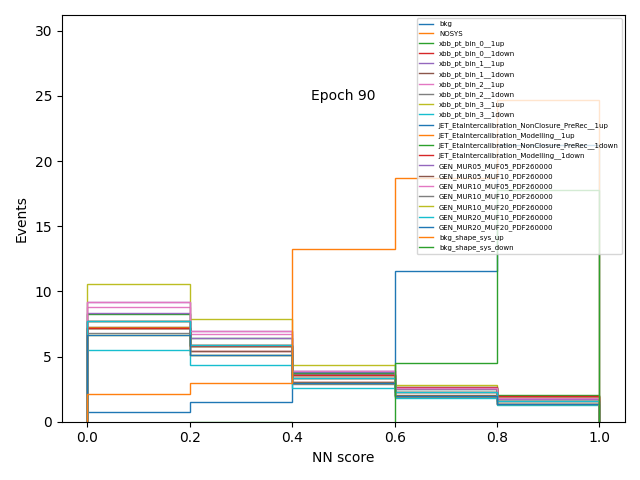 30
25
20
15
10
5
0
Events
Epoch 90
bkg
NOSYS
xbb_pt_bin_0__1up
xbb_pt_bin_0__1down
xbb_pt_bin_1__1up
xbb_pt_bin_1__1down
xbb_pt_bin_2__1up
xbb_pt_bin_2__1down
xbb_pt_bin_3__1up
xbb_pt_bin_3__1down
JET_EtaIntercalibration_NonClosure_PreRec__1up
JET_EtaIntercalibration_Modelling__1up
JET_EtaIntercalibration_NonClosure_PreRec__1down
JET_EtaIntercalibration_Modelling__1down
GEN_MUR05_MUF05_PDF260000
GEN_MUR05_MUF10_PDF260000
GEN_MUR10_MUF05_PDF260000
GEN_MUR10_MUF10_PDF260000
GEN_MUR10_MUF20_PDF260000
GEN_MUR20_MUF10_PDF260000
GEN_MUR20_MUF20_PDF260000
bkg_shape_sys_up
bkg_shape_sys_down
0.0 0.2 0.4 0.6 0.8 1.0
NN score